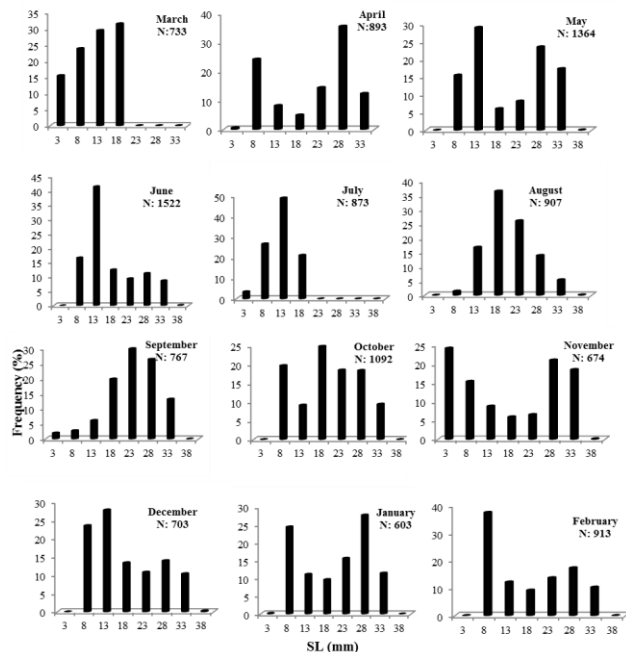 March
N:733
35
30
25
20
15
10
5
0
3 8 13 18 23 28 33
April
N:893
40
30
20
10
0
3 8 13 18 23 28 33
May
N: 1364
35
30
25
20
15
10
5
0
3 8 13 18 23 28 33 38
June
N: 1522
45
40
35
30
25
20
15
10
5
0
3 8 13 18 23 28 33 38
July
N: 873
50
40
30
20
10
0
3 8 13 18 23 28 33 38
August
N: 907
40
35
30
25
20
15
10
5
0
3 8 13 18 23 28 33 38
Frequency (%)
September
N: 767
30
25
20
15
10
5
0
3 8 13 18 23 28 33 38
October
N: 1092
25
20
15
10
5
0
3 8 13 18 23 28 33 38
November
N: 674
25
20
15
10
5
0
3 8 13 18 23 28 33 38
December
N: 703
30
25
20
15
10
5
0
3 8 13 18 23 28 33 38
January
N: 603
30
25
20
15
10
5
0
3 8 13 18 23 28 33 38
February
N: 913
40
30
20
10
0
3 8 13 18 23 28 33 38
SL (mm)